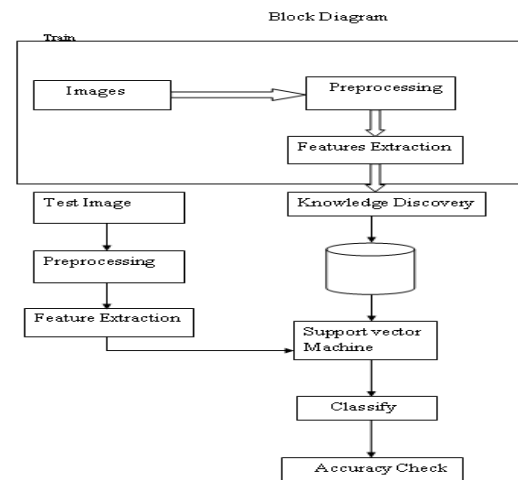 Block Diagram
Train
Images
Preprocessing
Features Extraction
Test Image
Knowledge Discovery
Preprocessing
Feature Extraction
Support vector
Machine
Classify
Accuracy Check